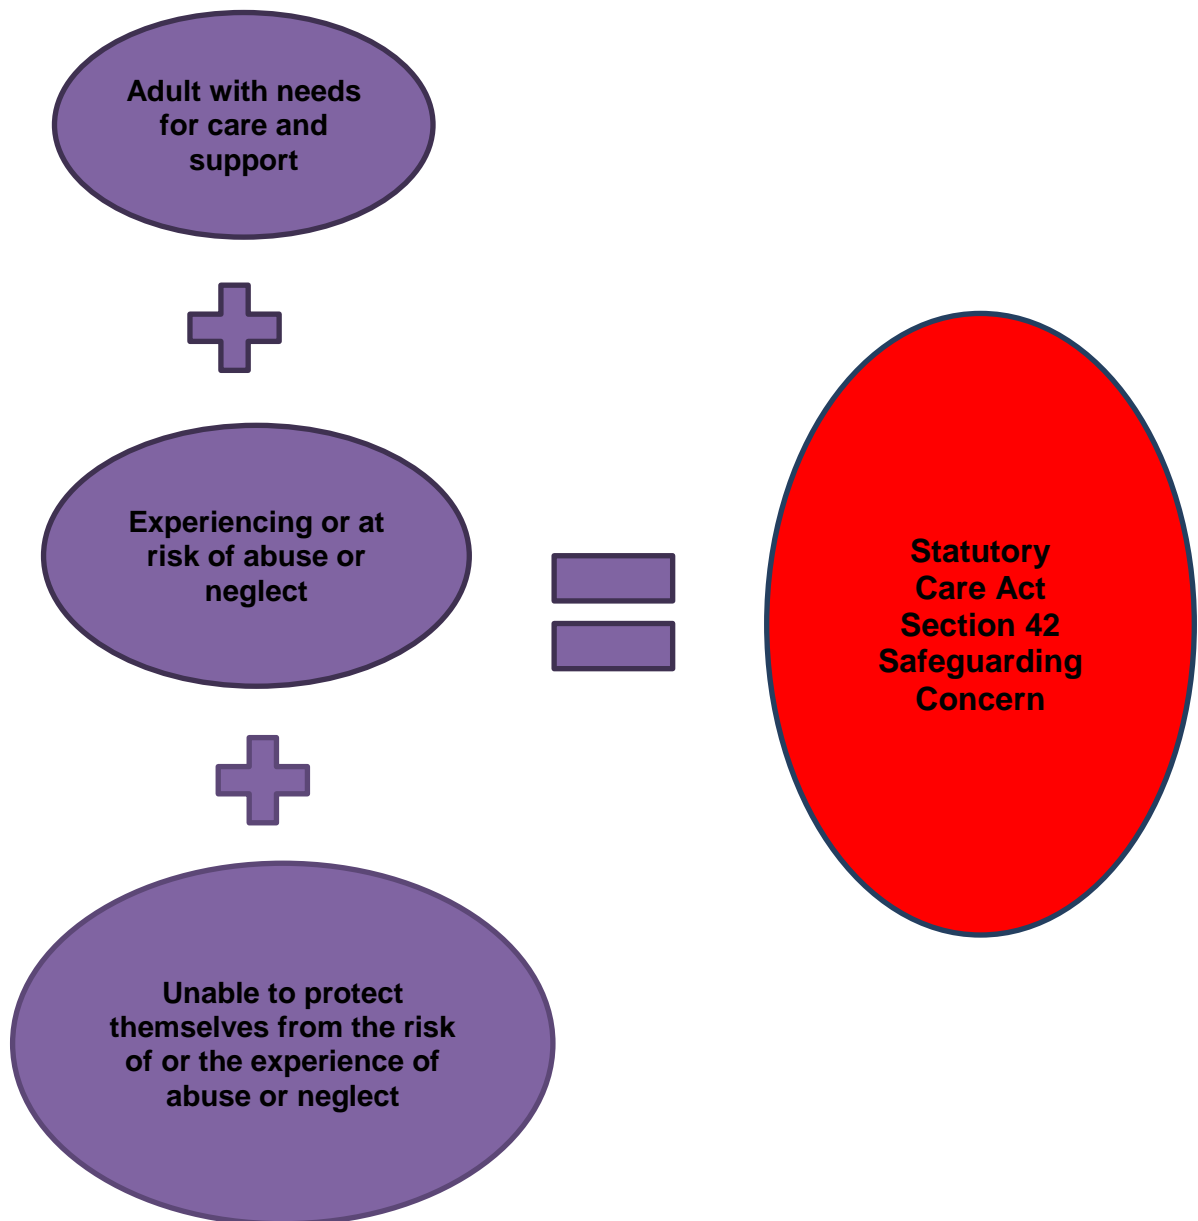 Adult with needs
for care and
support
Experiencing or at
risk of abuse or
neglect
Statutory
Care Act
Section 42
Safeguarding
Concern
Unable to protect
themselves from the risk
of or the experience of
abuse or neglect